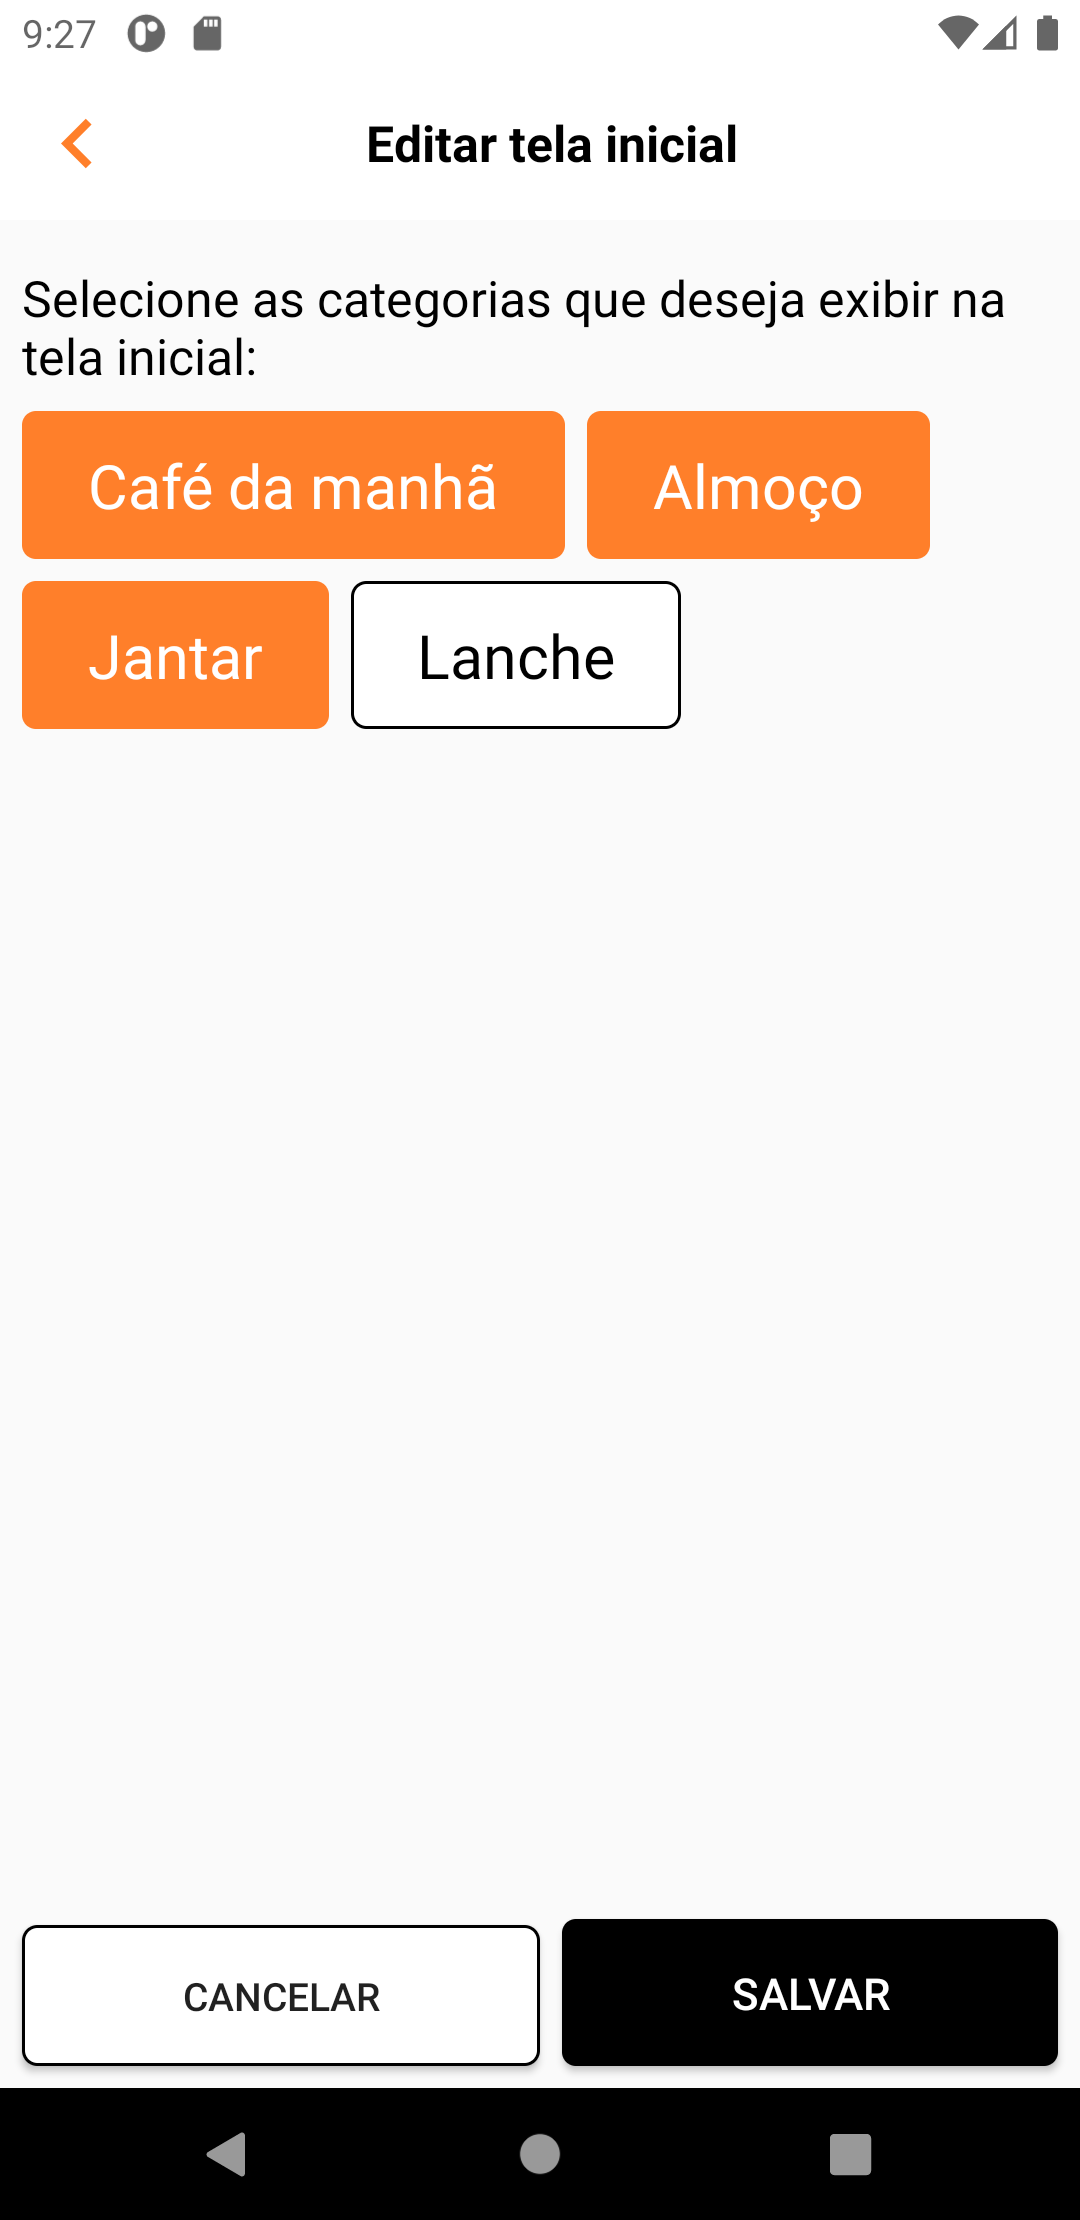 9:27
Editar tela inicial
Selecione as categorias que deseja exibir na
tela inicial:
Café da manhã Almoço
Jantar Lanche
CANCELAR SALVAR